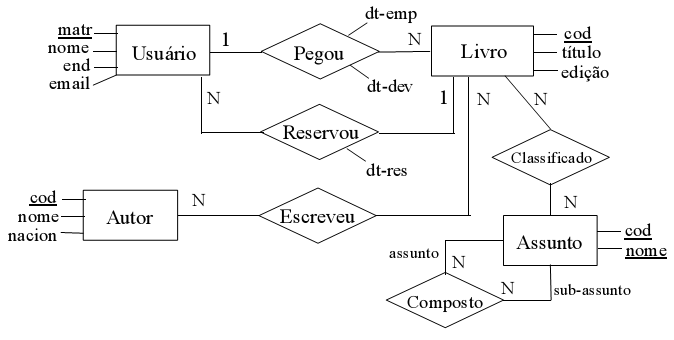 matr
nome
end
email
Usuário
1
Pegou
dt-emp
dt-dev
N
Livro
cod
título
edição
N
Reservou
dt-res
1
N
N
Classificado
N
cod
nome
nacion
Autor
N
Escreveu
Assunto
cod
nome
assunto
N
Composto
N
sub-assunto